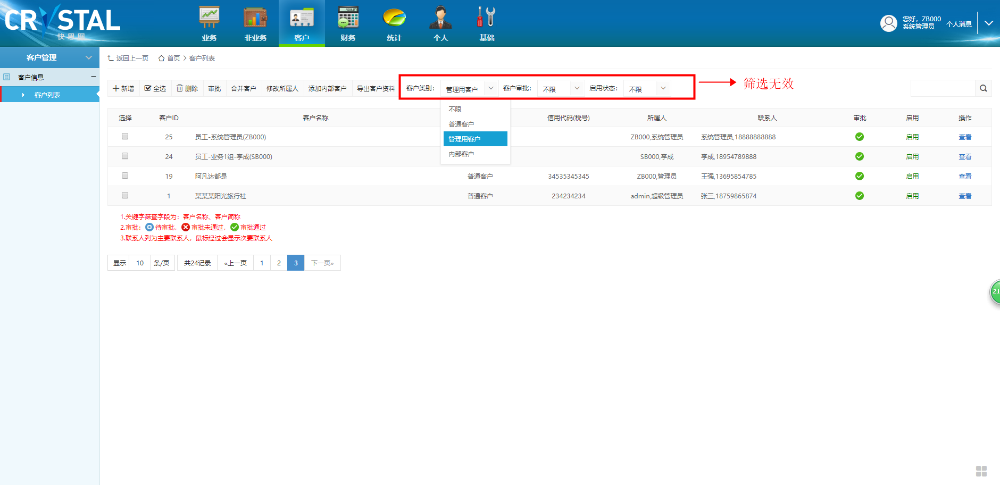 CRYSTAL
快思图
业务
非业务
客户
财务
统计
个人
基础
您好，ZB000
系统管理员
个人消息
客户管理
客户信息
客户列表
返回上一页 首页 客户列表
新增 全选 删除 审批 合并客户 修改所属人 添加内部客户 导出客户资料 客户类别： 管理用客户 客户审批： 不限 启用状态： 不限
筛选无效
不限
普通客户
管理用客户
内部客户
选择 客户ID 客户名称 信用代码(税号) 所属人 联系人 审批 启用 操作
25 员工-系统管理员(ZB000) ZB000,系统管理员 系统管理员,18888888888 启用 查看
24 员工-业务1组-李成(SB000) SB000,李成 李成,18954789888 启用 查看
19 阿凡达都是 普通客户 34535345345 ZB000,管理员 王强,13695854785 启用 查看
1 某某某阳光旅行社 普通客户 234234234 admin,超级管理员 张三,18759865874 启用 查看
1.关键字筛查字段为：客户名称、客户简称
2.审批： 待审批， 审批未通过， 审批通过
3.联系人列为主要联系人，鼠标经过会显示次要联系人
显示 10 条/页 共24记录 «上一页 1 2 3 下一页»
21